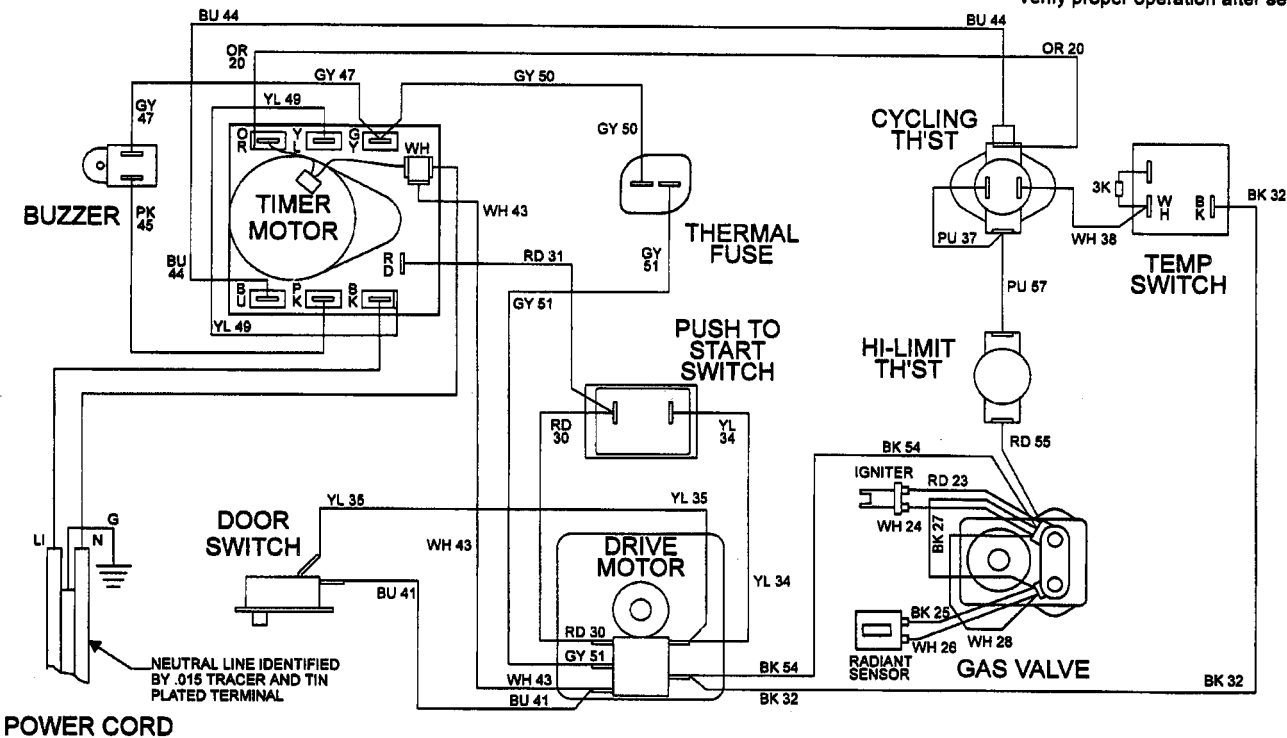 Verify proper operation after se
BU 44
BU 44
OR
20
OR 20
GY 47
GY 50
YL 49
GY
47
GY 50
CYCLING
TH'ST
OR
YL
GY
WH
3K
WH
BK
BK 32
TIMER
MOTOR
BUZZER
PK
45
WH 43
THERMAL
FUSE
PU 37
WH 38
BU
44
RD
RD 31
GY
51
TEMP
SWITCH
BU
PK
BK
GY 51
PU 57
YL 49
PUSH TO
START
SWITCH
HI-LIMIT
TH'ST
RD
30
YL
34
BK 54
RD 55
IGNITER
RD 23
YL 35
YL 35
DOOR
SWITCH
WH 24
BK 27
LI
G
N
WH 43
DRIVE
MOTOR
BU 41
YL 34
BK 25
RD 30
WH 28
WH 26
GY 51
RADIANT
SENSOR
GAS VALVE
NEUTRAL LINE IDENTIFIED
BY .015 TRACER AND TIN
PLATED TERMINAL
WH 43
BK 54
BU 41
BK 32
BK 32
POWER CORD